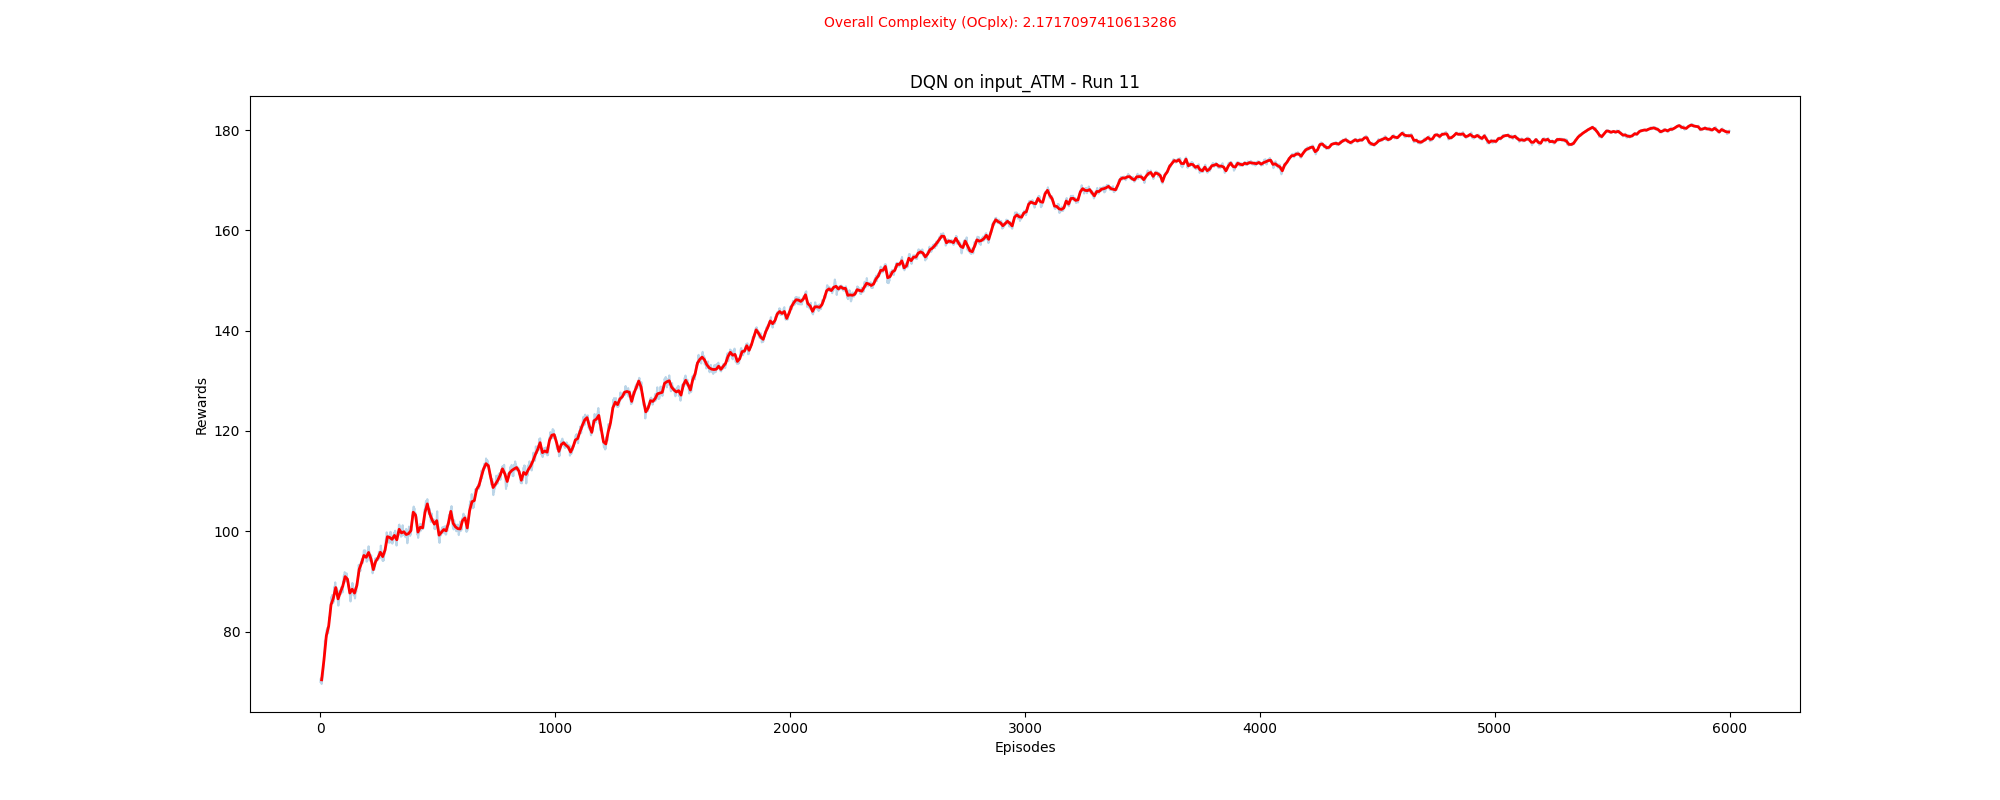 Overall Complexity (OCplx): 2.1717097410613286
DQN on input_ATM - Run 11
180
160
140
120
100
80
Rewards
0 1000 2000 3000 4000 5000 6000
Episodes